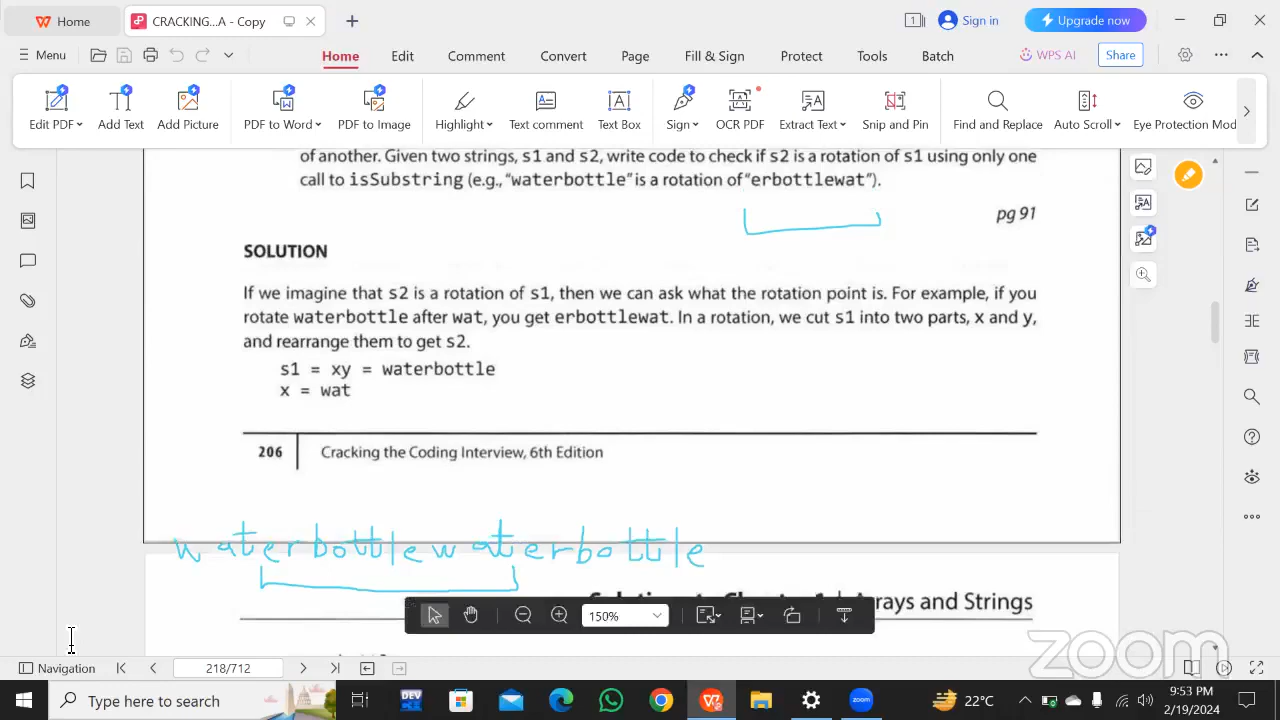 Home
CRACKING...A - Copy
1
Sign in
Upgrade now
Menu
Home
Edit
Comment
Convert
Page
Fill & Sign
Protect
Tools
Batch
WPS AI
Share
Edit PDF
Add Text
Add Picture
PDF to Word
PDF to Image
Highlight
Text comment
Text Box
Sign
OCR PDF
Extract Text
Snip and Pin
Find and Replace
Auto Scroll
Eye Protection Mod
of another. Given two strings, s1 and s2, write code to check if s2 is a rotation of s1 using only one
call to isSubstring (e.g., “waterbottle” is a rotation of “erbottlewat”).
pg 91
SOLUTION
If we imagine that s2 is a rotation of s1, then we can ask what the rotation point is. For example, if you
rotate waterbottle after wat, you get erbottlewat. In a rotation, we cut s1 into two parts, x and y,
and rearrange them to get s2.
s1 = xy = waterbottle
x = wat
206
Cracking the Coding Interview, 6th Edition
waterbottlewaterbottle
Arrays and Strings
150%
zoom
Navigation
218/712
Type here to search
DEV
zoom
22°C
9:53 PM
2/19/2024